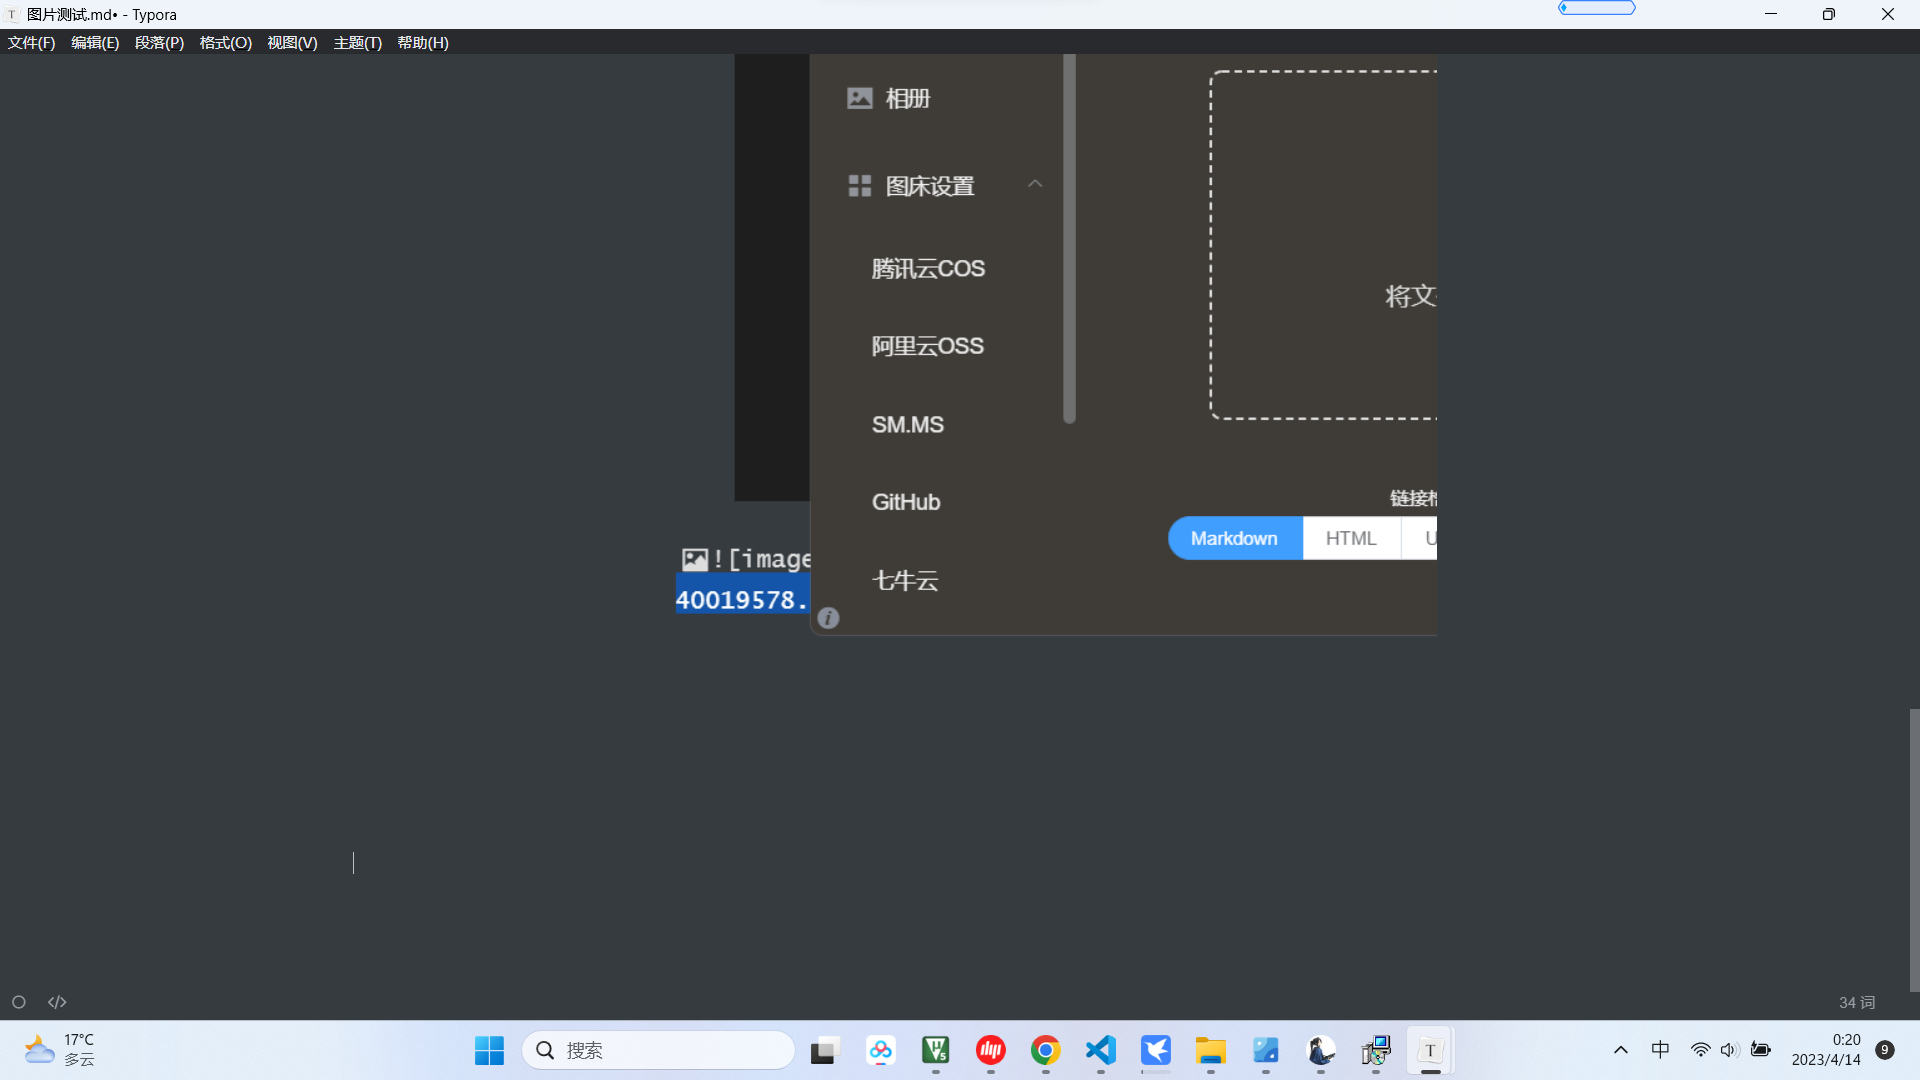 图片测试.md• - Typora
文件(F) 编辑(E) 段落(P) 格式(O) 视图(V) 主题(T) 帮助(H)
相册
图床设置
腾讯云COS
将文
阿里云OSS
SM.MS
链接
GitHub
Markdown HTML U
![image
七牛云
40019578.
34 词
17°C
多云
搜索
中
0:20
2023/4/14
9